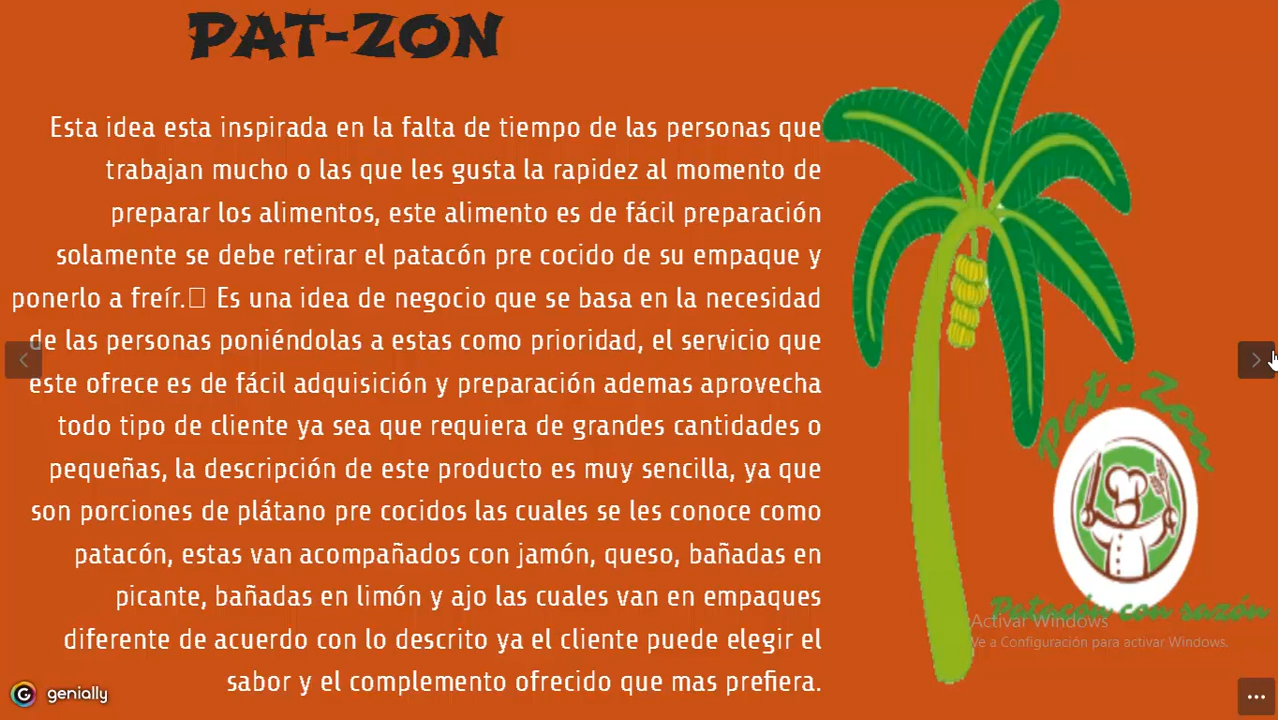 PAT-ZON
Esta idea esta inspirada en la falta de tiempo de las personas que
trabajan mucho o las que les gusta la rapidez al momento de
preparar los alimentos, este alimento es de fácil preparación
solamente se debe retirar el patacón pre cocido de su empaque y
ponerlo a freír. Es una idea de negocio que se basa en la necesidad
de las personas poniéndolas a estas como prioridad, el servicio que
este ofrece es de fácil adquisición y preparación ademas aprovecha
todo tipo de cliente ya sea que requiera de grandes cantidades o
pequeñas, la descripción de este producto es muy sencilla, ya que
son porciones de plátano pre cocidos las cuales se les conoce como
patacón, estas van acompañados con jamón, queso, bañadas en
picante, bañadas en limón y ajo las cuales van en empaques
diferente de acuerdo con lo descrito ya el cliente puede elegir el
sabor y el complemento ofrecido que mas prefiera.
Pat-Zon
Patacón con razón
Activar Windows
Ve a Configuración para activar Windows.
genially